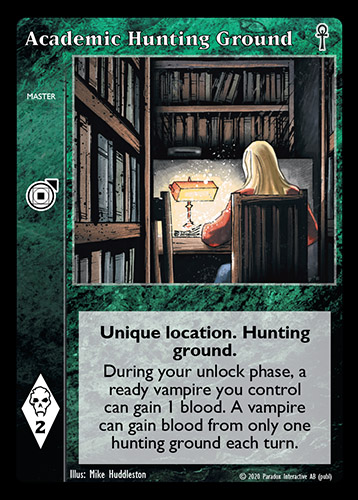 Academic Hunting Ground
MASTER
Unique location. Hunting
ground.
During your unlock phase, a
ready vampire you control
can gain 1 blood. A vampire
can gain blood from only one
hunting ground each turn.
2
Illus: Mike Huddleston
© 2020 Paradox Interactive AB (publ)